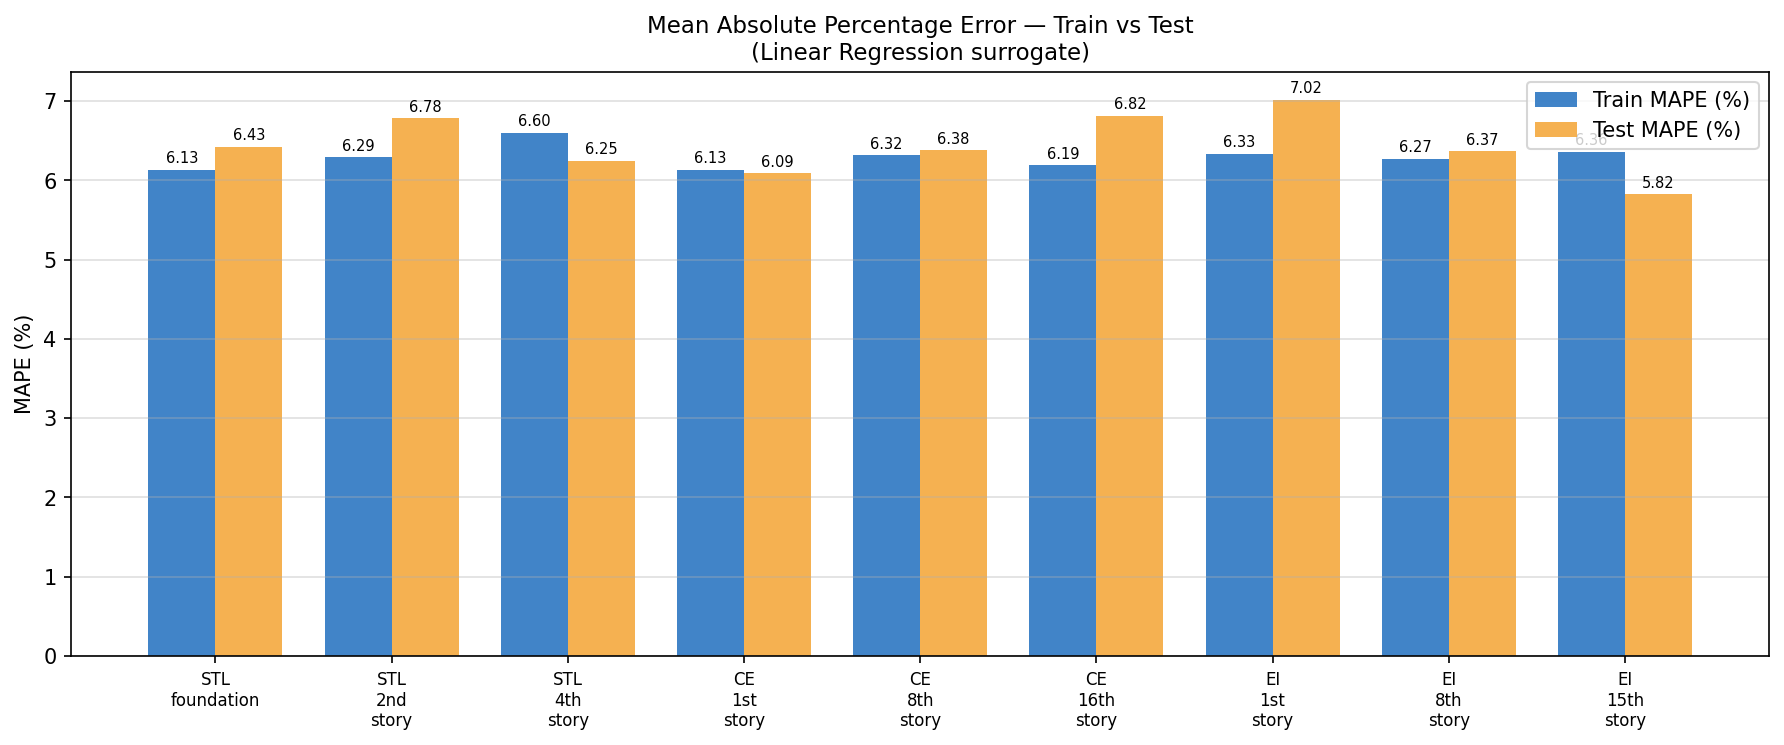 Mean Absolute Percentage Error — Train vs Test
(Linear Regression surrogate)
Train MAPE (%)
Test MAPE (%)
MAPE (%)
7
6
5
4
3
2
1
0
6.13
6.43
6.29
6.78
6.60
6.25
6.13
6.09
6.32
6.38
6.19
6.82
6.33
7.02
6.27
6.37
6.36
5.82
STL
foundation
STL
2nd
story
STL
4th
story
CE
1st
story
CE
8th
story
CE
16th
story
EI
1st
story
EI
8th
story
EI
15th
story